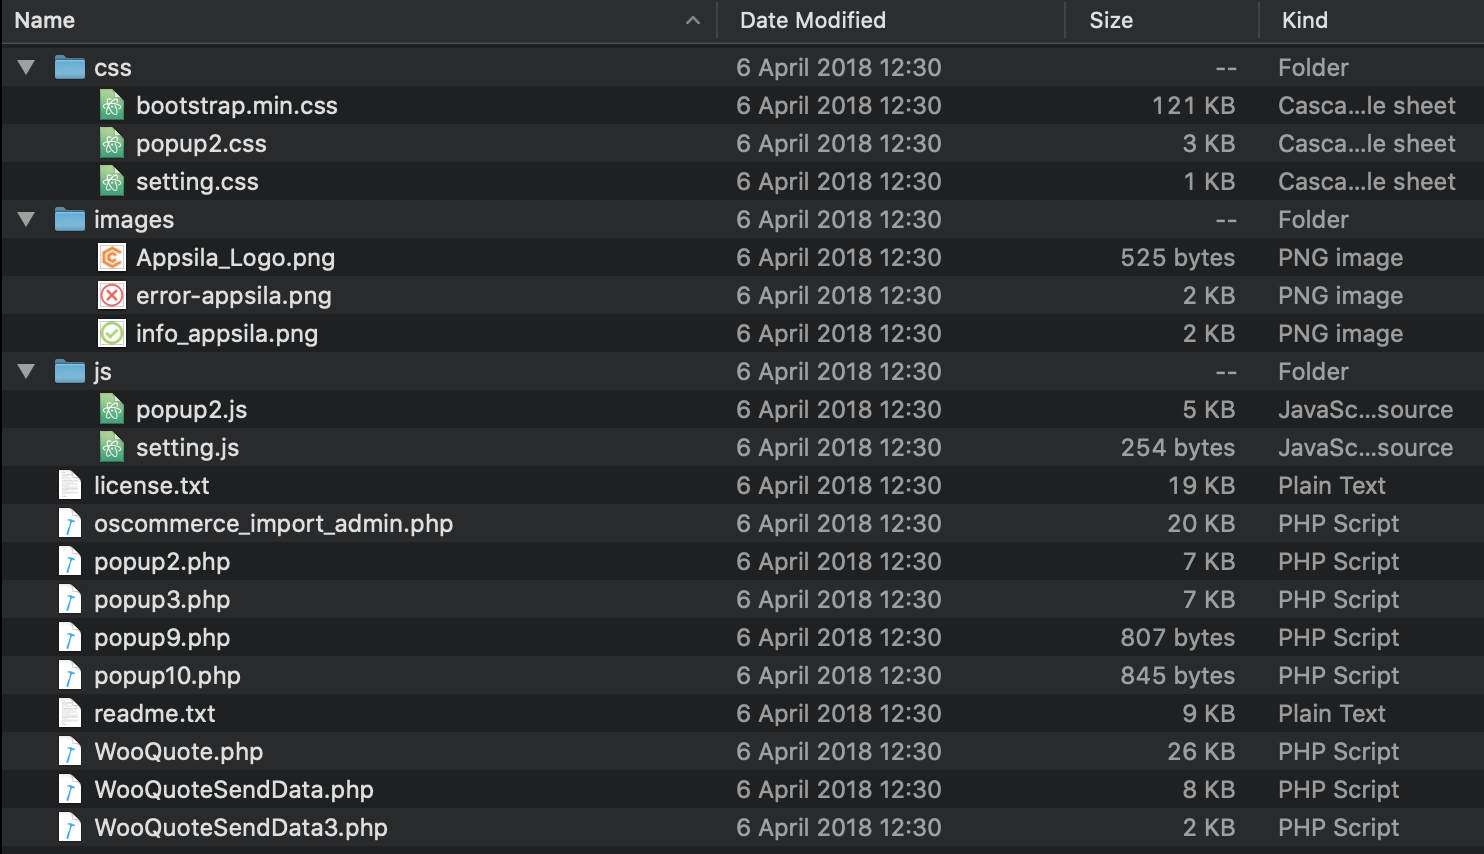 Name Date Modified Size Kind
css 6 April 2018 12:30 -- Folder
bootstrap.min.css 6 April 2018 12:30 121 KB Casca...le sheet
popup2.css 6 April 2018 12:30 3 KB Casca...le sheet
setting.css 6 April 2018 12:30 1 KB Casca...le sheet
images 6 April 2018 12:30 -- Folder
Appsila_Logo.png 6 April 2018 12:30 525 bytes PNG image
error-appsila.png 6 April 2018 12:30 2 KB PNG image
info_appsila.png 6 April 2018 12:30 2 KB PNG image
js 6 April 2018 12:30 -- Folder
popup2.js 6 April 2018 12:30 5 KB JavaSc...source
setting.js 6 April 2018 12:30 254 bytes JavaSc...source
license.txt 6 April 2018 12:30 19 KB Plain Text
oscommerce_import_admin.php 6 April 2018 12:30 20 KB PHP Script
popup2.php 6 April 2018 12:30 7 KB PHP Script
popup3.php 6 April 2018 12:30 7 KB PHP Script
popup9.php 6 April 2018 12:30 807 bytes PHP Script
popup10.php 6 April 2018 12:30 845 bytes PHP Script
readme.txt 6 April 2018 12:30 9 KB Plain Text
WooQuote.php 6 April 2018 12:30 26 KB PHP Script
WooQuoteSendData.php 6 April 2018 12:30 8 KB PHP Script
WooQuoteSendData3.php 6 April 2018 12:30 2 KB PHP Script